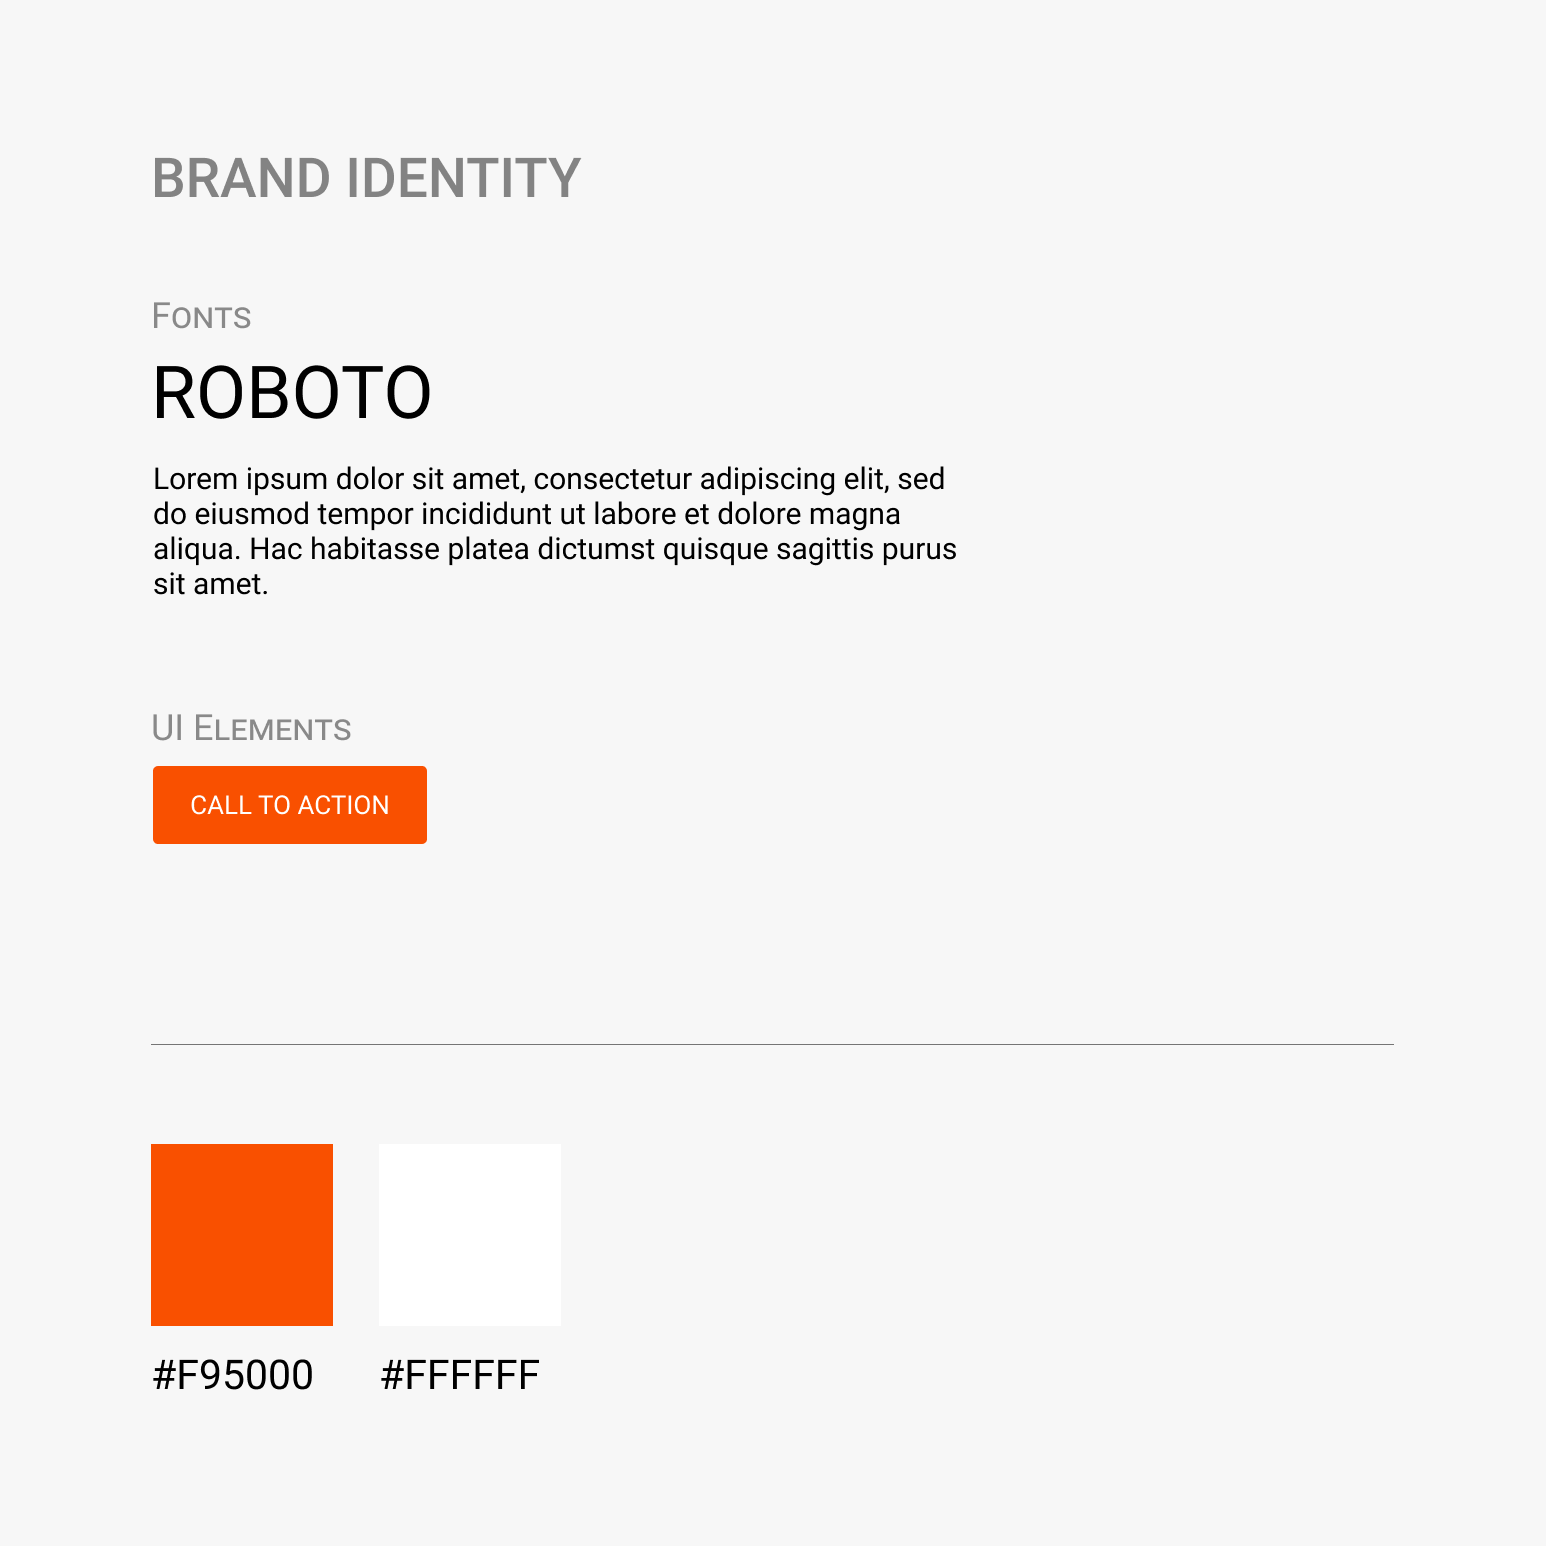 BRAND IDENTITY
Fonts
ROBOTO
Lorem ipsum dolor sit amet, consectetur adipiscing elit, sed
do eiusmod tempor incididunt ut labore et dolore magna
aliqua. Hac habitasse platea dictumst quisque sagittis purus
sit amet.
UI Elements
CALL TO ACTION
#F95000 #FFFFFF